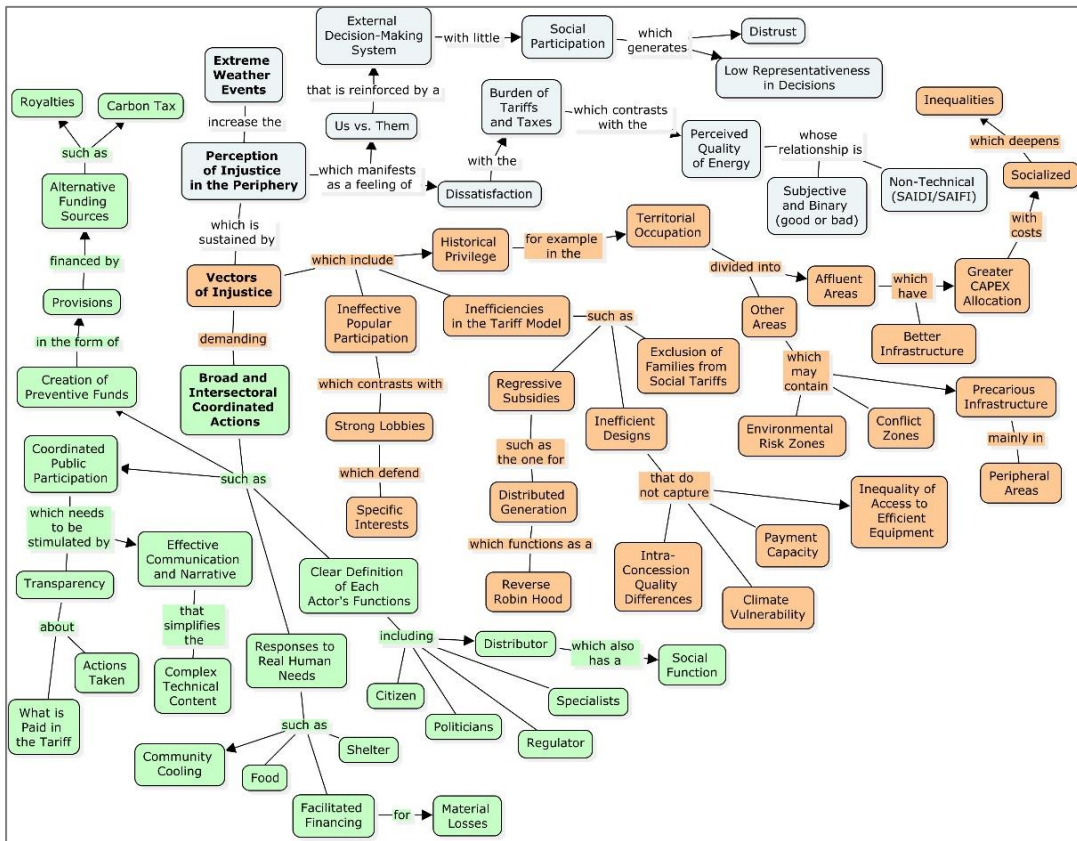 External
Decision-Making
System
with little
Social
Participation
which
generates
Distrust
Low Representativeness
in Decisions
Extreme
Weather
Events
that is reinforced by a
Us vs. Them
increase the
Perception
of Injustice
in the Periphery
which manifests
as a feeling of
Dissatisfaction
with the
Burden of
Tariffs
and Taxes
which contrasts
with the
Perceived
Quality
of Energy
whose
relationship is
Subjective
and Binary
(good or bad)
Non-Technical
(SAIDI/SAIFI)
Inequalities
which deepens
Socialized
with
costs
Royalties
Carbon Tax
such as
Alternative
Funding
Sources
financed by
Provisions
in the form of
Creation of
Preventive Funds
which is
sustained by
Vectors
of Injustice
which include
Historical
Privilege
for example
in the
Territorial
Occupation
divided into
Affluent
Areas
which
have
Greater
CAPEX
Allocation
Better
Infrastructure
Other
Areas
which
may
contain
Environmental
Risk Zones
Conflict
Zones
Precarious
Infrastructure
mainly in
Peripheral
Areas
Ineffective
Popular
Participation
which contrasts with
Strong Lobbies
which defend
Specific
Interests
Inefficiencies
in the Tariff Model
such as
Exclusion of
Families from
Social Tariffs
Regressive
Subsidies
such as
the one for
Distributed
Generation
which functions as a
Reverse
Robin Hood
Inefficient
Designs
that do
not capture
Intra-
Concession
Quality
Differences
Climate
Vulnerability
Payment
Capacity
Inequality of
Access to
Efficient
Equipment
demanding
Broad and
Intersectoral
Coordinated
Actions
such as
Coordinated
Public
Participation
which needs
to be
stimulated by
Transparency
about
What is
Paid in
the Tariff
Actions
Taken
Effective
Communication
and Narrative
that
simplifies
the
Complex
Technical
Content
Clear Definition
of Each
Actor's Functions
including
Distributor
which also
has a
Social
Function
Citizen
Politicians
Regulator
Specialists
Responses to
Real Human
Needs
such as
Community
Cooling
Food
Shelter
Facilitated
Financing
for
Material
Losses